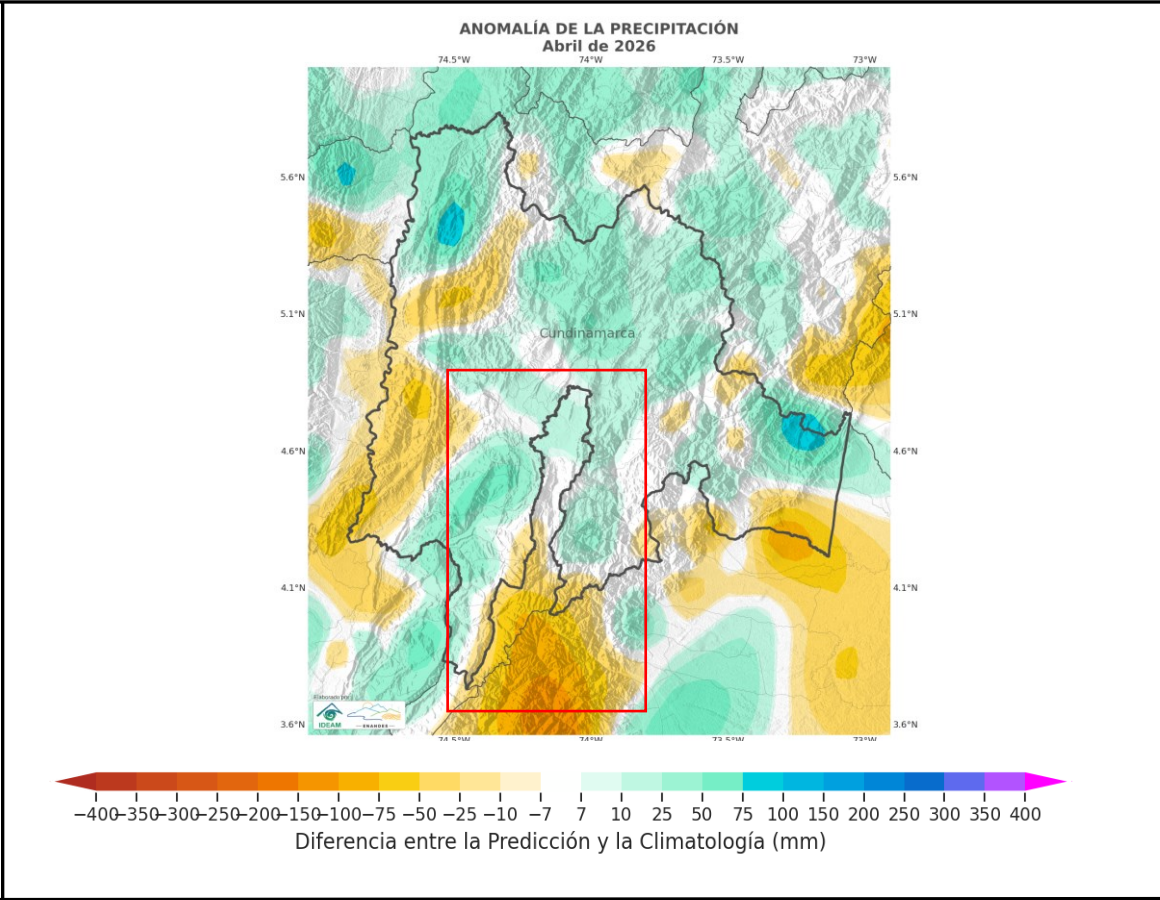 ANOMALÍA DE LA PRECIPITACIÓN
Abril de 2026
74.5°W 74°W 73.5°W 73°W
5.6°N 5.6°N
5.1°N 5.1°N
Cundinamarca
4.6°N 4.6°N
4.1°N 4.1°N
Elaborado por:
IDEAM
ENANDES
3.6°N 3.6°N
74.5°W 74°W 73.5°W 73°W
−400 −350 −300 −250 −200 −150 −100 −75 −50 −25 −10 −7 7 10 25 50 75 100 150 200 250 300 350 400
Diferencia entre la Predicción y la Climatología (mm)